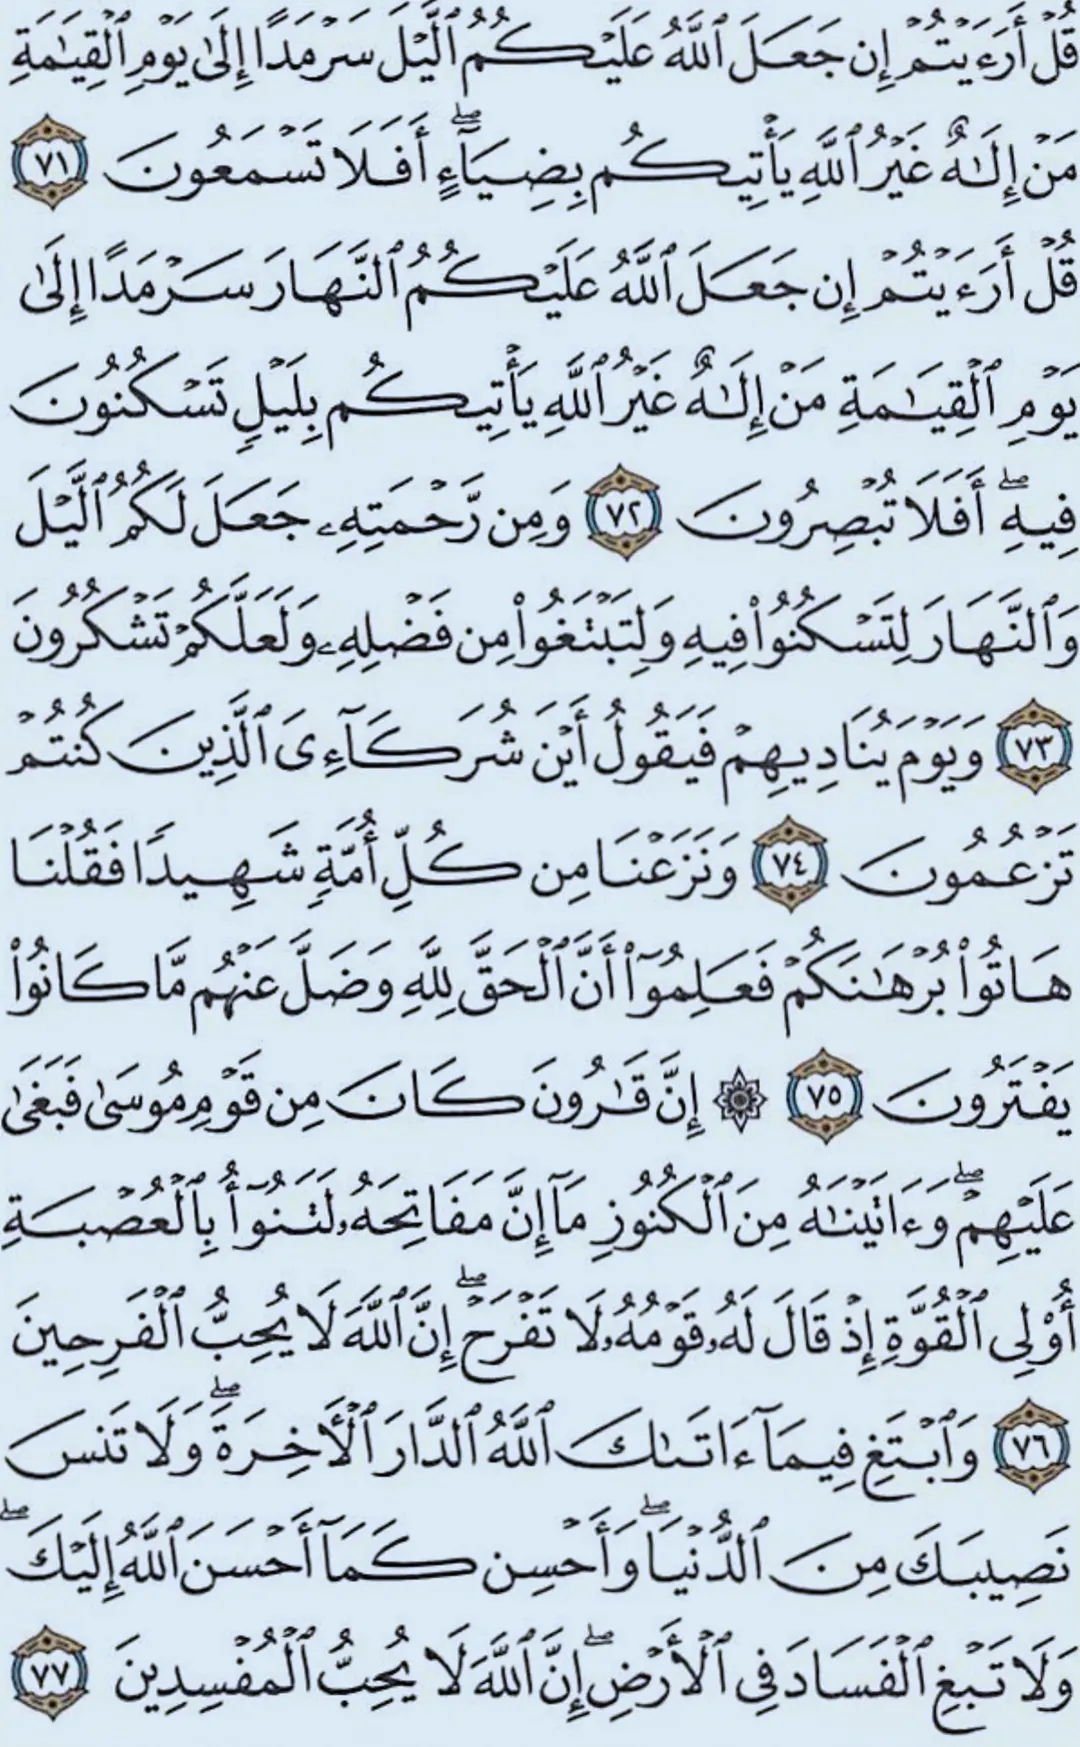 قُلْ أَرَءَيْتُمْ إِن جَعَلَ ٱللَّهُ عَلَيْكُمُ ٱلَّيْلَ سَرْمَدًا إِلَىٰ يَوْمِ ٱلْقِيَٰمَةِ
مَنْ إِلَٰهٌ غَيْرُ ٱللَّهِ يَأْتِيكُم بِضِيَآءٍ ۖ أَفَلَا تَسْمَعُونَ ٧١
قُلْ أَرَءَيْتُمْ إِن جَعَلَ ٱللَّهُ عَلَيْكُمُ ٱلنَّهَارَ سَرْمَدًا إِلَىٰ
يَوْمِ ٱلْقِيَٰمَةِ مَنْ إِلَٰهٌ غَيْرُ ٱللَّهِ يَأْتِيكُم بِلَيْلٍ تَسْكُنُونَ
فِيهِ ۖ أَفَلَا تُبْصِرُونَ ٧٢ وَمِن رَّحْمَتِهِۦ جَعَلَ لَكُمُ ٱلَّيْلَ
وَٱلنَّهَارَ لِتَسْكُنُوا۟ فِيهِ وَلِتَبْتَغُوا۟ مِن فَضْلِهِۦ وَلَعَلَّكُمْ تَشْكُرُونَ
٧٣ وَيَوْمَ يُنَادِيهِمْ فَيَقُولُ أَيْنَ شُرَكَآءِىَ ٱلَّذِينَ كُنتُمْ
تَزْعُمُونَ ٧٤ وَنَزَعْنَا مِن كُلِّ أُمَّةٍ شَهِيدًا فَقُلْنَا
هَاتُوا۟ بُرْهَٰنَكُمْ فَعَلِمُوٓا۟ أَنَّ ٱلْحَقَّ لِلَّهِ وَضَلَّ عَنْهُم مَّا كَانُوا۟
يَفْتَرُونَ ٧٥ ۞ إِنَّ قَٰرُونَ كَانَ مِن قَوْمِ مُوسَىٰ فَبَغَىٰ
عَلَيْهِمْ ۖ وَءَاتَيْنَٰهُ مِنَ ٱلْكُنُوزِ مَآ إِنَّ مَفَاتِحَهُۥ لَتَنُوٓأُ بِٱلْعُصْبَةِ
أُو۟لِى ٱلْقُوَّةِ إِذْ قَالَ لَهُۥ قَوْمُهُۥ لَا تَفْرَحْ ۖ إِنَّ ٱللَّهَ لَا يُحِبُّ ٱلْفَرِحِينَ
٧٦ وَٱبْتَغِ فِيمَآ ءَاتَىٰكَ ٱللَّهُ ٱلدَّارَ ٱلْءَاخِرَةَ ۖ وَلَا تَنسَ
نَصِيبَكَ مِنَ ٱلدُّنْيَا ۖ وَأَحْسِن كَمَآ أَحْسَنَ ٱللَّهُ إِلَيْكَ ۖ
وَلَا تَبْغِ ٱلْفَسَادَ فِى ٱلْأَرْضِ ۖ إِنَّ ٱللَّهَ لَا يُحِبُّ ٱلْمُفْسِدِينَ ٧٧